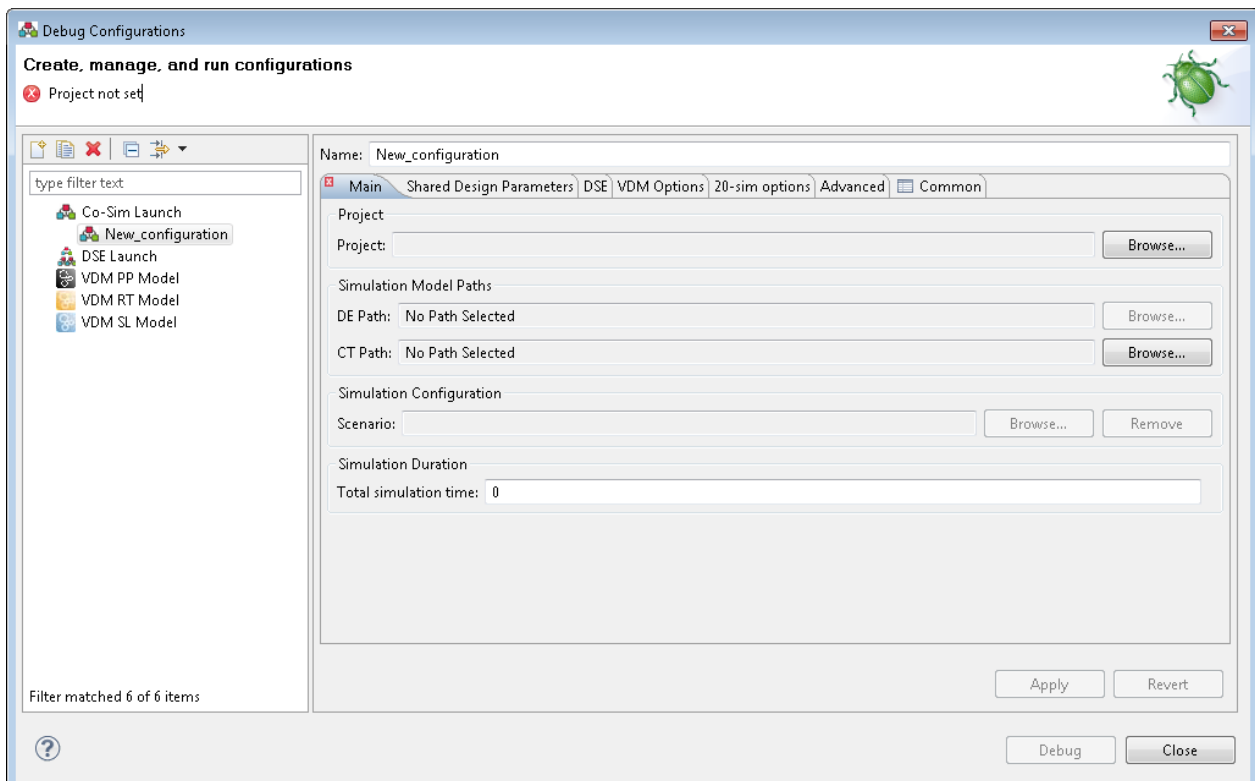 Debug Configurations
Create, manage, and run configurations
Project not set
type filter text
Co-Sim Launch
New_configuration
DSE Launch
VDM PP Model
VDM RT Model
VDM SL Model
Filter matched 6 of 6 items
Name: New_configuration
Main Shared Design Parameters DSE VDM Options 20-sim options Advanced Common
Project
Project: Browse...
Simulation Model Paths
DE Path: No Path Selected Browse...
CT Path: No Path Selected Browse...
Simulation Configuration
Scenario: Browse... Remove
Simulation Duration
Total simulation time: 0
Apply Revert
? Debug Close